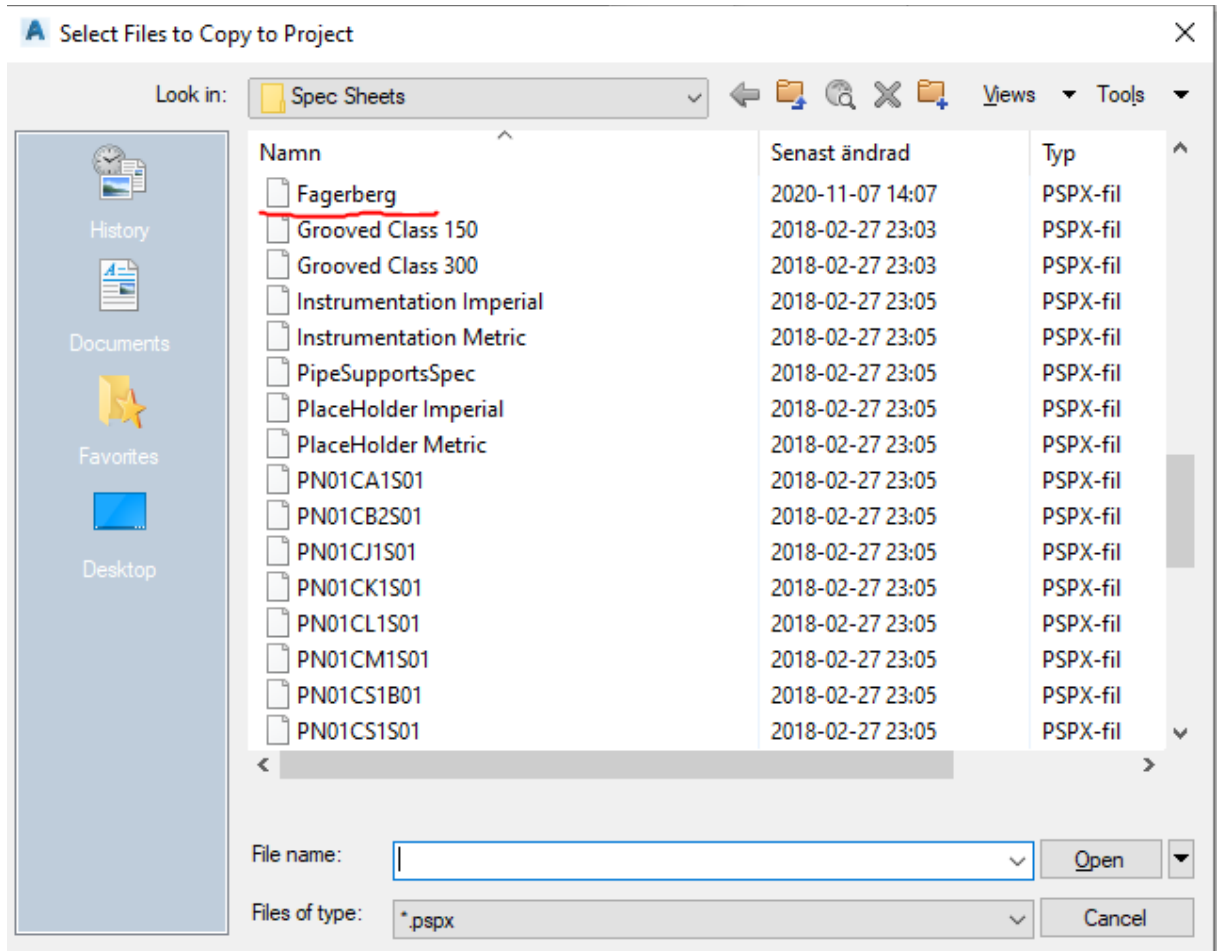 Select Files to Copy to Project
Look in: Spec Sheets Views Tools
Namn Senast ändrad Typ
Fagerberg 2020-11-07 14:07 PSPX-fil
Grooved Class 150 2018-02-27 23:03 PSPX-fil
Grooved Class 300 2018-02-27 23:03 PSPX-fil
Instrumentation Imperial 2018-02-27 23:05 PSPX-fil
Instrumentation Metric 2018-02-27 23:05 PSPX-fil
PipeSupportsSpec 2018-02-27 23:05 PSPX-fil
PlaceHolder Imperial 2018-02-27 23:05 PSPX-fil
PlaceHolder Metric 2018-02-27 23:05 PSPX-fil
PN01CA1S01 2018-02-27 23:05 PSPX-fil
PN01CB2S01 2018-02-27 23:05 PSPX-fil
PN01CJ1S01 2018-02-27 23:05 PSPX-fil
PN01CK1S01 2018-02-27 23:05 PSPX-fil
PN01CL1S01 2018-02-27 23:05 PSPX-fil
PN01CM1S01 2018-02-27 23:05 PSPX-fil
PN01CS1B01 2018-02-27 23:05 PSPX-fil
PN01CS1S01 2018-02-27 23:05 PSPX-fil
History
Documents
Favorites
Desktop
File name: Open
Files of type: *.pspx Cancel